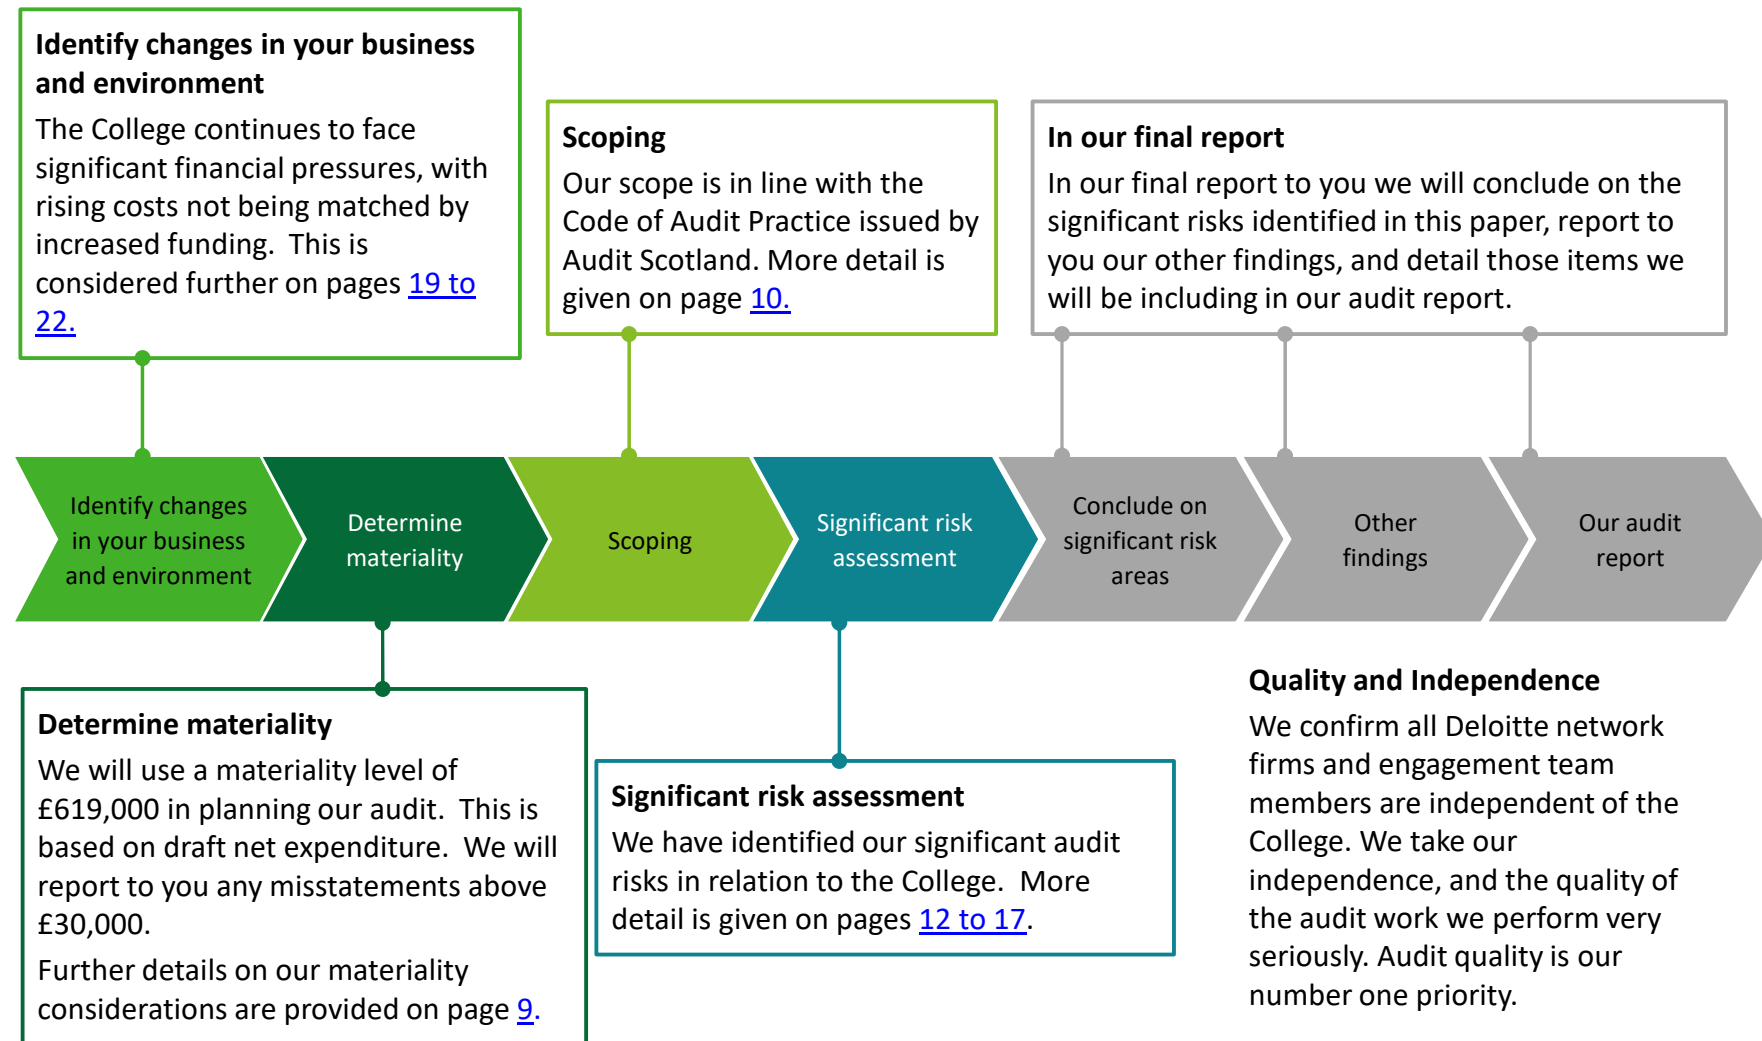 Identify changes in your business
and environment
The College continues to face
significant financial pressures, with
rising costs not being matched by
increased funding.  This is
considered further on pages 19 to
22.
Scoping
Our scope is in line with the
Code of Audit Practice issued by
Audit Scotland. More detail is
given on page 10.
In our final report
In our final report to you we will conclude on the
significant risks identified in this paper, report to
you our other findings, and detail those items we
will be including in our audit report.
Identify changes
in your business
and environment
Determine
materiality
Scoping
Significant risk
assessment
Conclude on
significant risk
areas
Other
findings
Our audit
report
Determine materiality
We will use a materiality level of
£619,000 in planning our audit.  This is
based on draft net expenditure.  We will
report to you any misstatements above
£30,000.
Further details on our materiality
considerations are provided on page 9.
Significant risk assessment
We have identified our significant audit
risks in relation to the College.  More
detail is given on pages 12 to 17.
Quality and Independence
We confirm all Deloitte network
firms and engagement team
members are independent of the
College. We take our
independence, and the quality of
the audit work we perform very
seriously. Audit quality is our
number one priority.